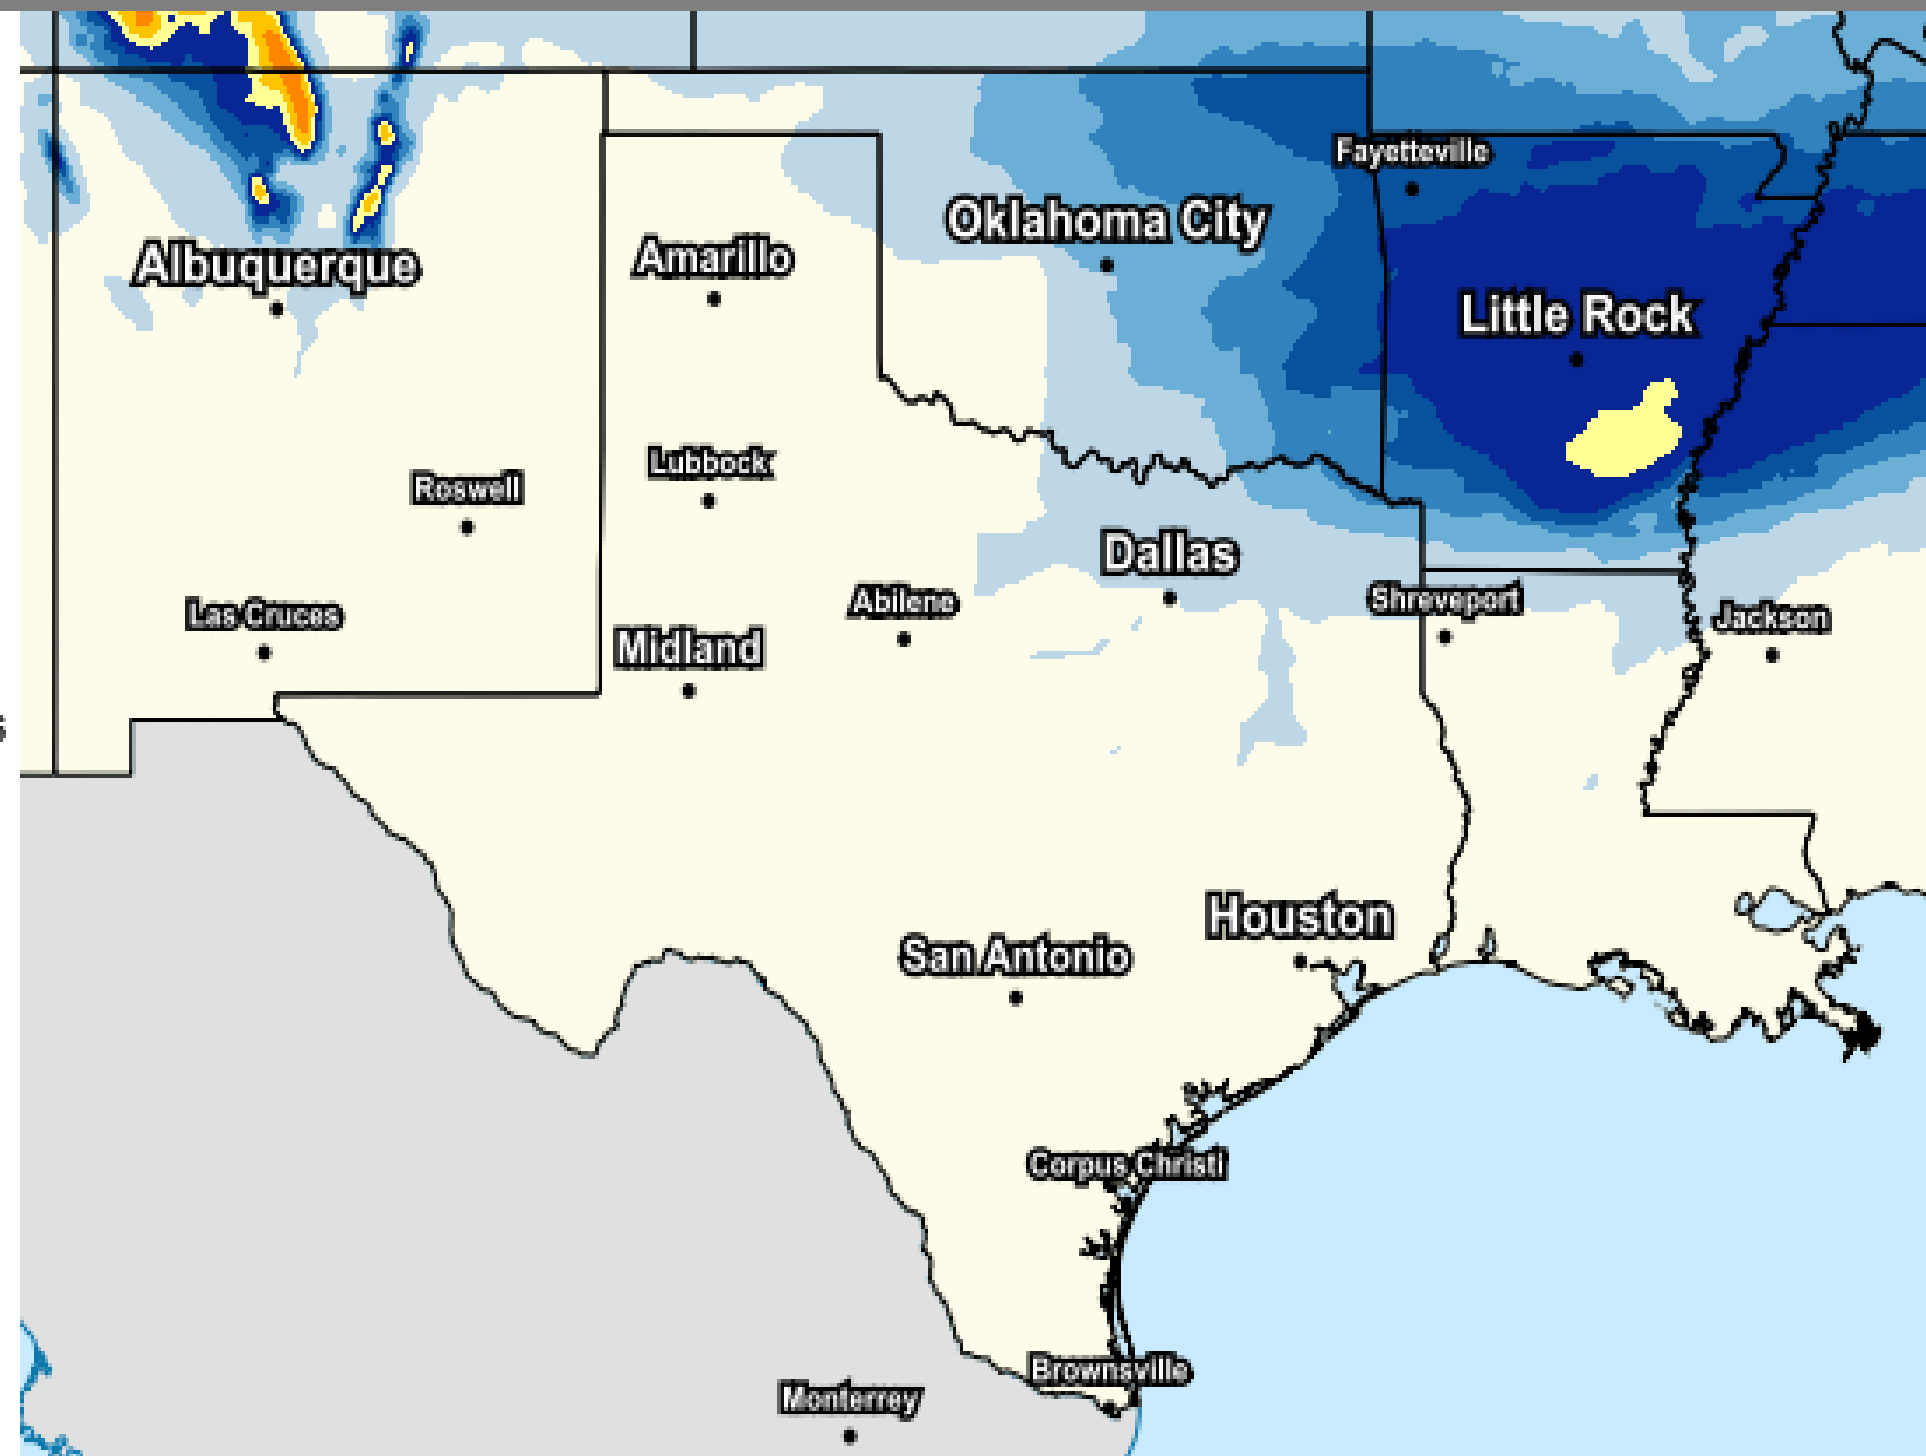 Fayetteville
Oklahoma City
Albuquerque
Amarillo
Little Rock
Lubbock
Roswell
Dallas
Abilene
Shreveport
Las Cruces
Jackson
Midland
Houston
San Antonio
Corpus Christi
Brownsville
Monterrey